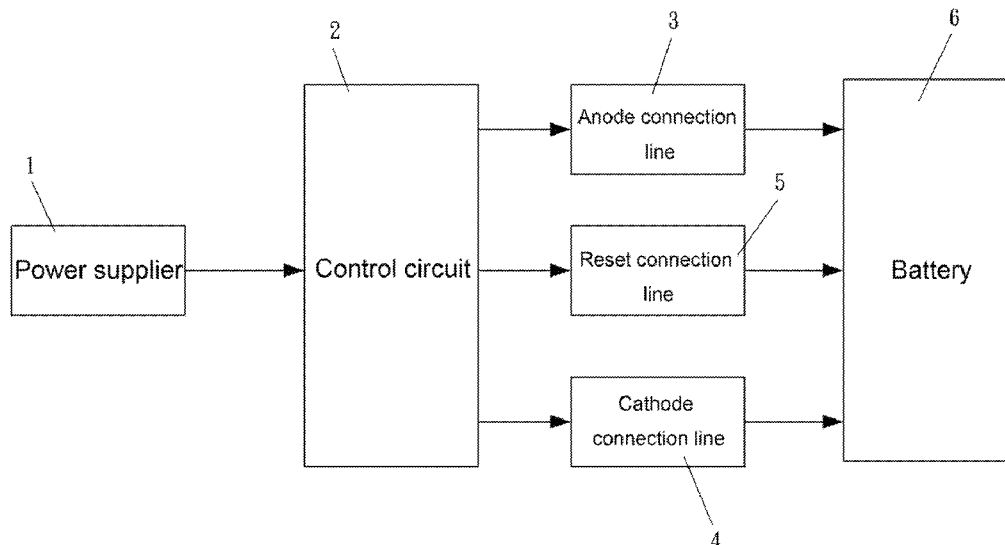 2
3
6
Anode connection
line
1
5
Power supplier
Control circuit
Reset connection
line
Battery
Cathode
connection line
4